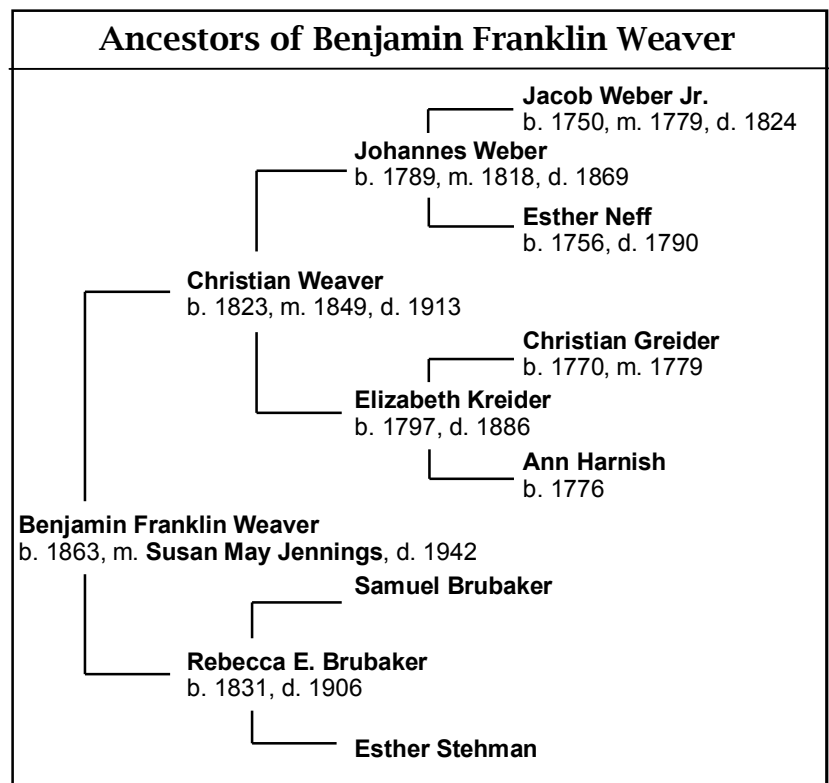 Ancestors of Benjamin Franklin Weaver
Jacob Weber Jr.
b. 1750, m. 1779, d. 1824
Johannes Weber
b. 1789, m. 1818, d. 1869
Esther Neff
b. 1756, d. 1790
Christian Weaver
b. 1823, m. 1849, d. 1913
Christian Greider
b. 1770, m. 1779
Elizabeth Kreider
b. 1797, d. 1886
Ann Harnish
b. 1776
Benjamin Franklin Weaver
b. 1863, m. Susan May Jennings, d. 1942
Samuel Brubaker
Rebecca E. Brubaker
b. 1831, d. 1906
Esther Stehman